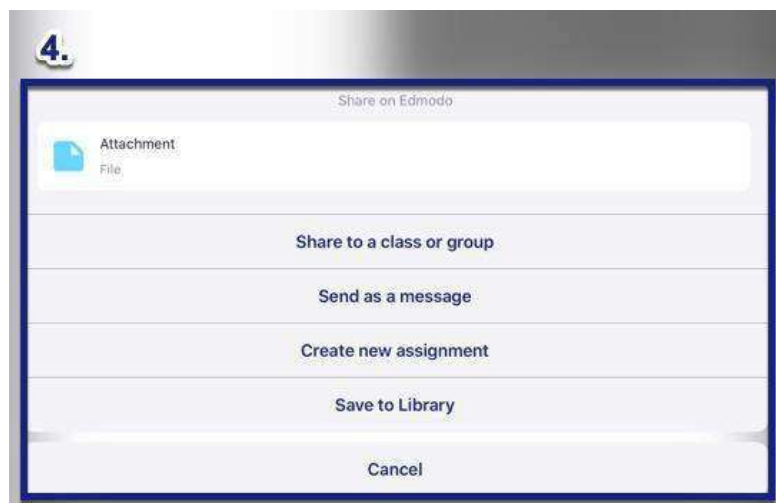 4.
Share on Edmodo
Attachment
File
Share to a class or group
Send as a message
Create new assignment
Save to Library
Cancel